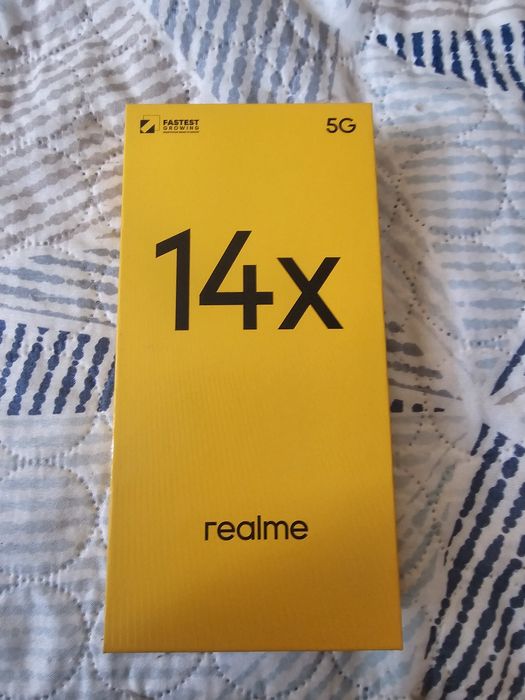 FASTEST
GROWING
5G
14x
realme